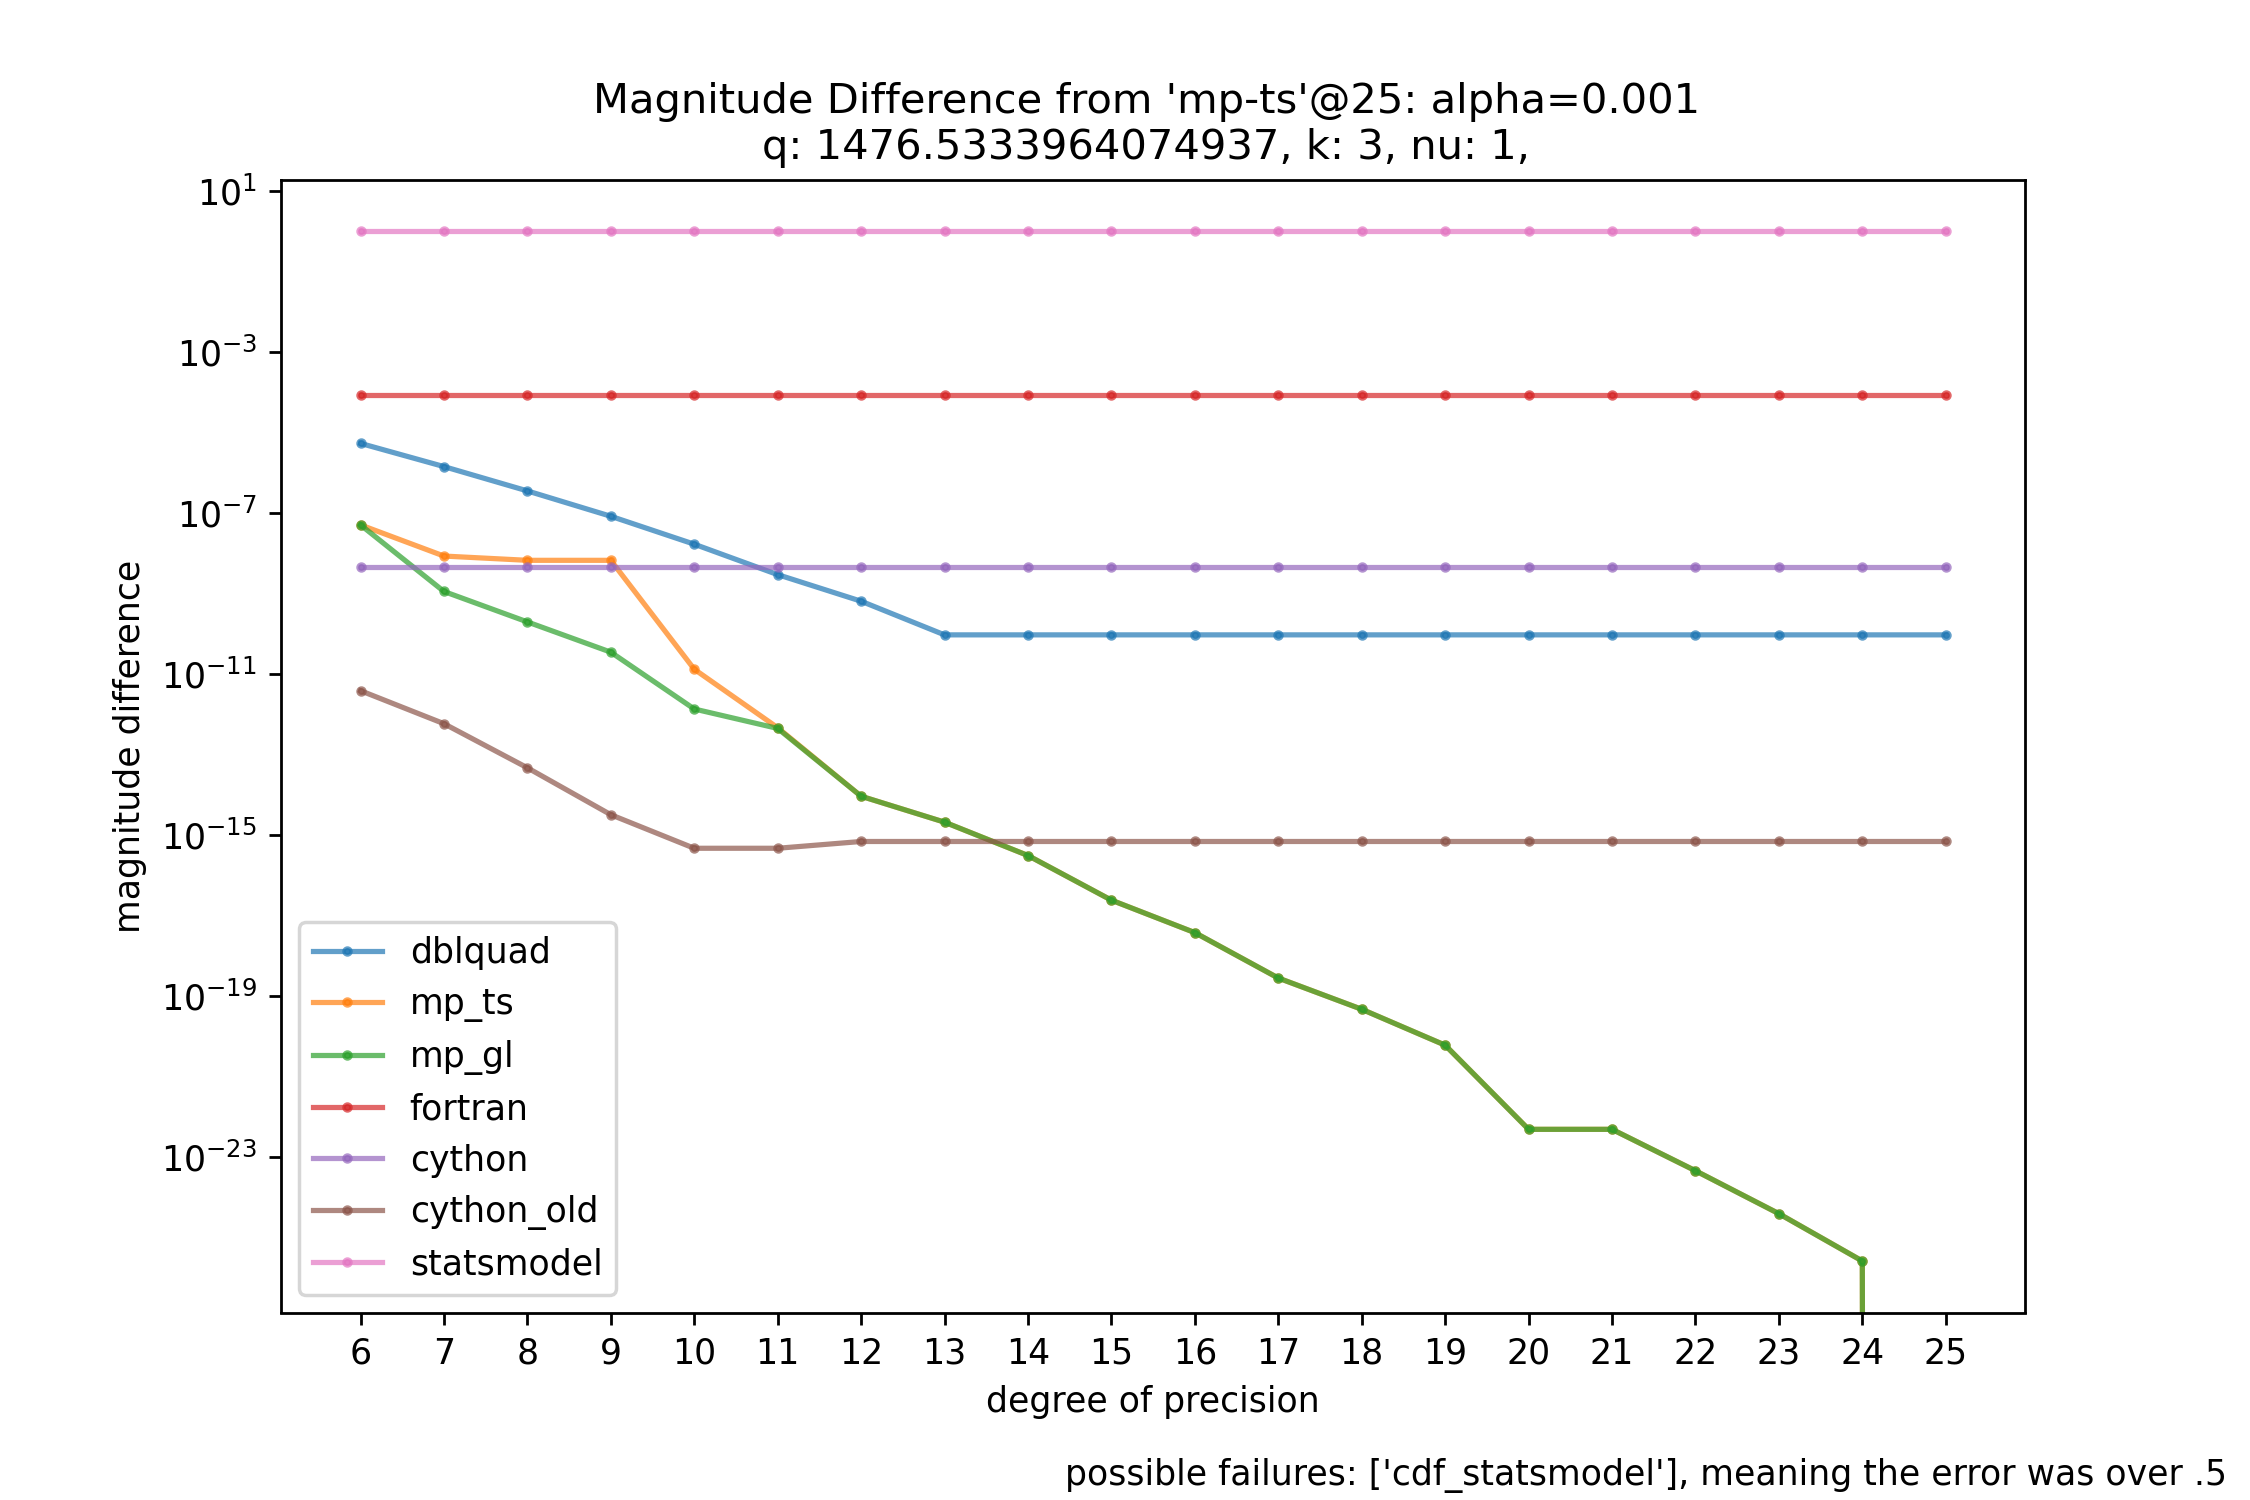 Magnitude Difference from 'mp-ts'@25: alpha=0.001
q: 1476.5333964074937, k: 3, nu: 1,
10¹
10⁻³
10⁻⁷
10⁻¹¹
10⁻¹⁵
10⁻¹⁹
10⁻²³
magnitude difference
dblquad
mp_ts
mp_gl
fortran
cython
cython_old
statsmodel
6 7 8 9 10 11 12 13 14 15 16 17 18 19 20 21 22 23 24 25
degree of precision
possible failures: ['cdf_statsmodel'], meaning the error was over .5